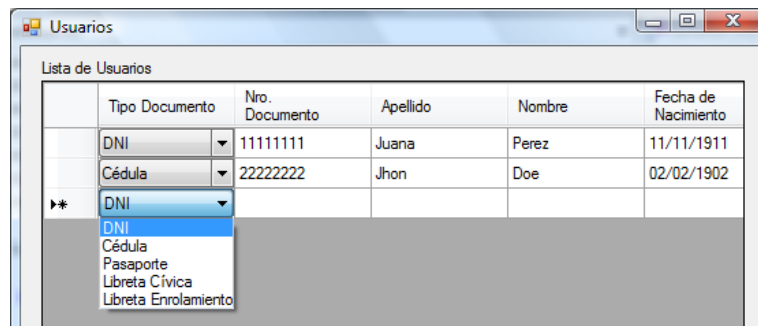 Usuarios
Lista de Usuarios
Tipo Documento Nro. Documento Apellido Nombre Fecha de Nacimiento
DNI 11111111 Juana Perez 11/11/1911
Cédula 22222222 Jhon Doe 02/02/1902
DNI
DNI
Cédula
Pasaporte
Libreta Cívica
Libreta Enrolamiento